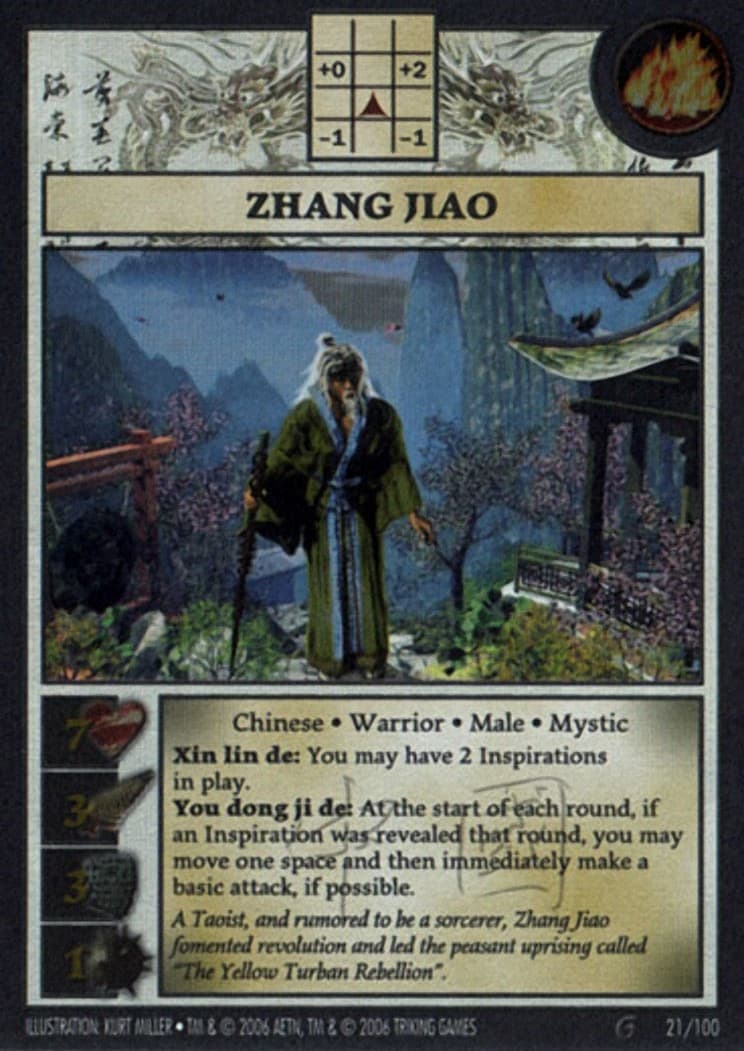 +0 +2
-1 -1
ZHANG JIAO
7
3
3
1
Chinese • Warrior • Male • Mystic
Xin lin de: You may have 2 Inspirations
in play.
You dong ji de: At the start of each round, if
an Inspiration was revealed that round, you may
move one space and then immediately make a
basic attack, if possible.
A Taoist, and rumored to be a sorcerer, Zhang Jiao
fomented revolution and led the peasant uprising called
"The Yellow Turban Rebellion".
中 国
ILLUSTRATION: KURT MILLER • TM & © 2006 AETN, TM & © 2006 TRIKING GAMES
21/100